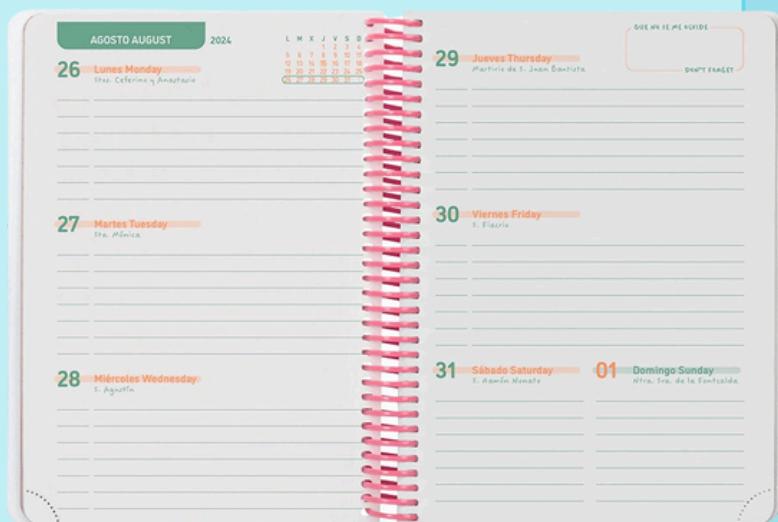 AGOSTO AUGUST 2024
L M X J V S D
1 2 3 4
5 6 7 8 9 10 11
12 13 14 15 16 17 18
19 20 21 22 23 24 25
26 27 28 29 30 31
26 Lunes Monday
Stos. Ceferino y Anastasio
27 Martes Tuesday
Sta. Mónica
28 Miércoles Wednesday
S. Agustín
QUE NO SE ME OLVIDE
DON'T FORGET
29 Jueves Thursday
Martirio de S. Juan Bautista
30 Viernes Friday
S. Fiacrio
31 Sábado Saturday
S. Ramón Nonato
01 Domingo Sunday
Ntra. Sra. de la Fontcalda